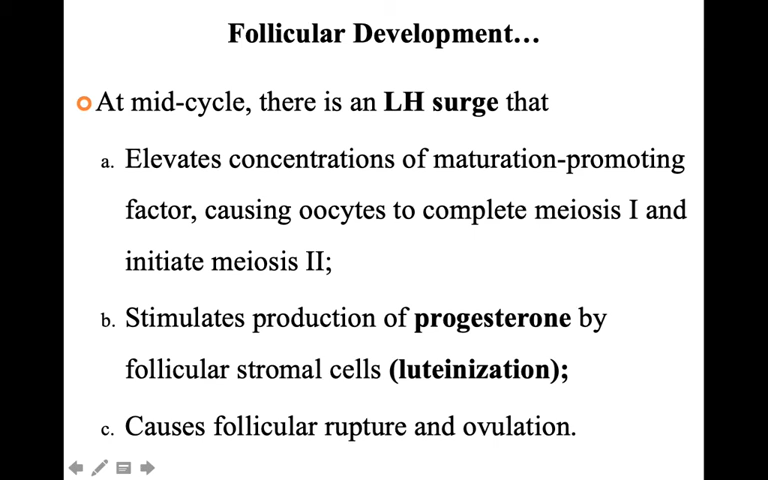 Follicular Development…
At mid-cycle, there is an LH surge that
a. Elevates concentrations of maturation-promoting
factor, causing oocytes to complete meiosis I and
initiate meiosis II;
b. Stimulates production of progesterone by
follicular stromal cells (luteinization);
c. Causes follicular rupture and ovulation.